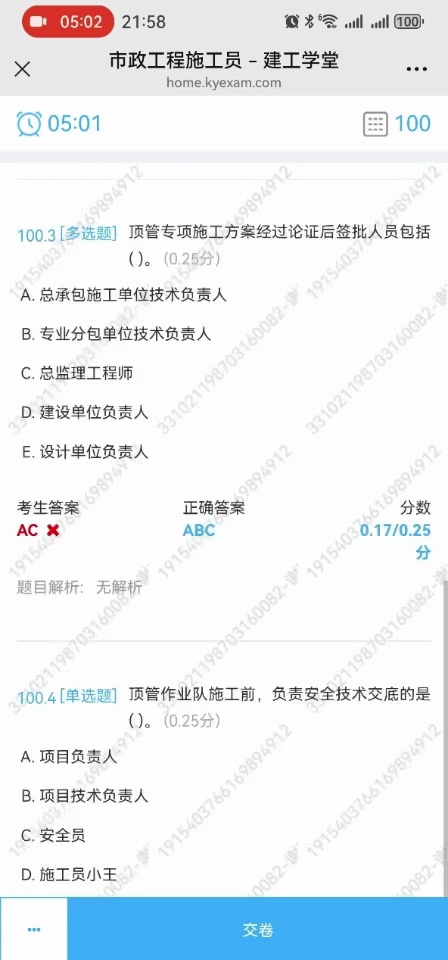 05:02 21:58 100
市政工程施工员 – 建工学堂
home.kyexam.com
05:01 100
100.3 [多选题] 顶管专项施工方案经过论证后签批人员包括
( )。 (0.25分)
A. 总承包施工单位技术负责人
B. 专业分包单位技术负责人
C. 总监理工程师
D. 建设单位负责人
E. 设计单位负责人
考生答案 正确答案 分数
AC ABC 0.17/0.25
分
题目解析: 无解析
100.4 [单选题] 顶管作业队施工前，负责安全技术交底的是
( )。 (0.25分)
A. 项目负责人
B. 项目技术负责人
C. 安全员
D. 施工员小王
交卷